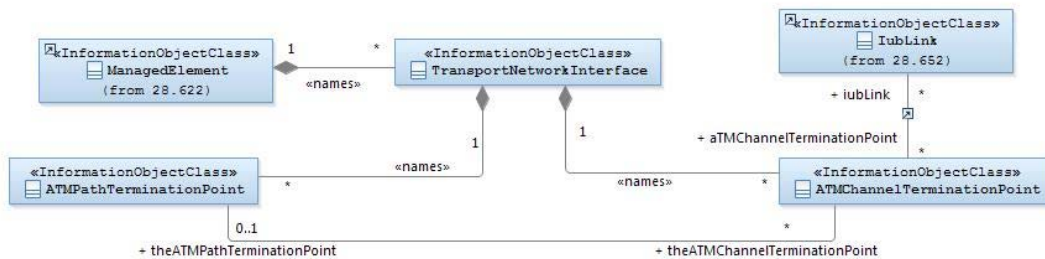 «InformationObjectClass»
ManagedElement
(from 28.622)
1
*
«names»
«InformationObjectClass»
TransportNetworkInterface
«InformationObjectClass»
IubLink
(from 28.652)
+ iubLink
*
+ aTMChannelTerminationPoint
*
1
«names»
*
1
«names»
*
«InformationObjectClass»
ATMPathTerminationPoint
«InformationObjectClass»
ATMChannelTerminationPoint
0..1
+ theATMPathTerminationPoint
*
+ theATMChannelTerminationPoint